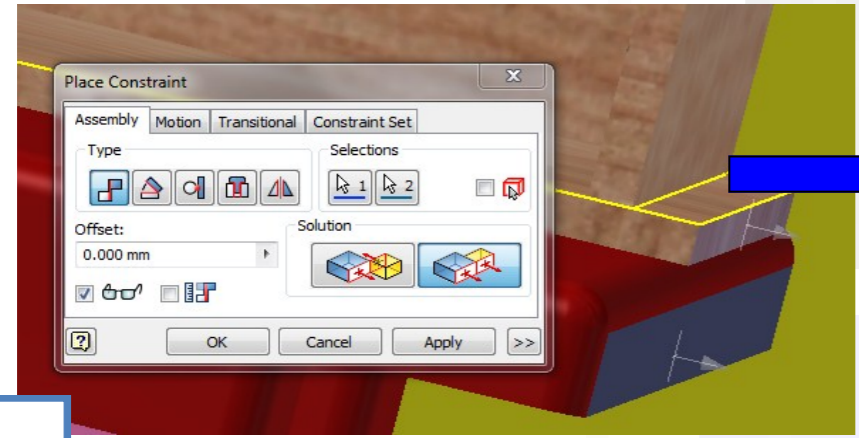 Place Constraint
Assembly Motion Transitional Constraint Set
Type
Selections
1 2
Offset:
Solution
0.000 mm
OK Cancel Apply >>